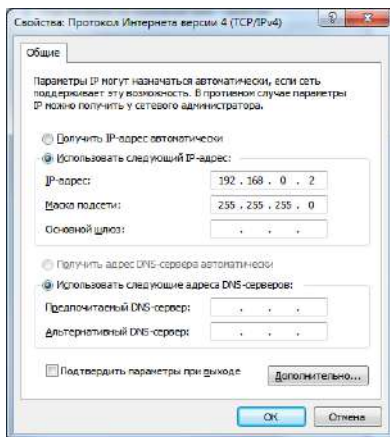 Свойства: Протокол Интернета версии 4 (TCP/IPv4)
Общие
Параметры IP могут назначаться автоматически, если сеть
поддерживает эту возможность. В противном случае параметры
IP можно получить у сетевого администратора.
Получить IP-адрес автоматически
Использовать следующий IP-адрес:
IP-адрес: 192 . 168 . 0 . 2
Маска подсети: 255 . 255 . 255 . 0
Основной шлюз: . . .
Получить адрес DNS-сервера автоматически
Использовать следующие адреса DNS-серверов:
Предпочитаемый DNS-сервер: . . .
Альтернативный DNS-сервер: . . .
Подтвердить параметры при выходе
Дополнительно...
OK Отмена